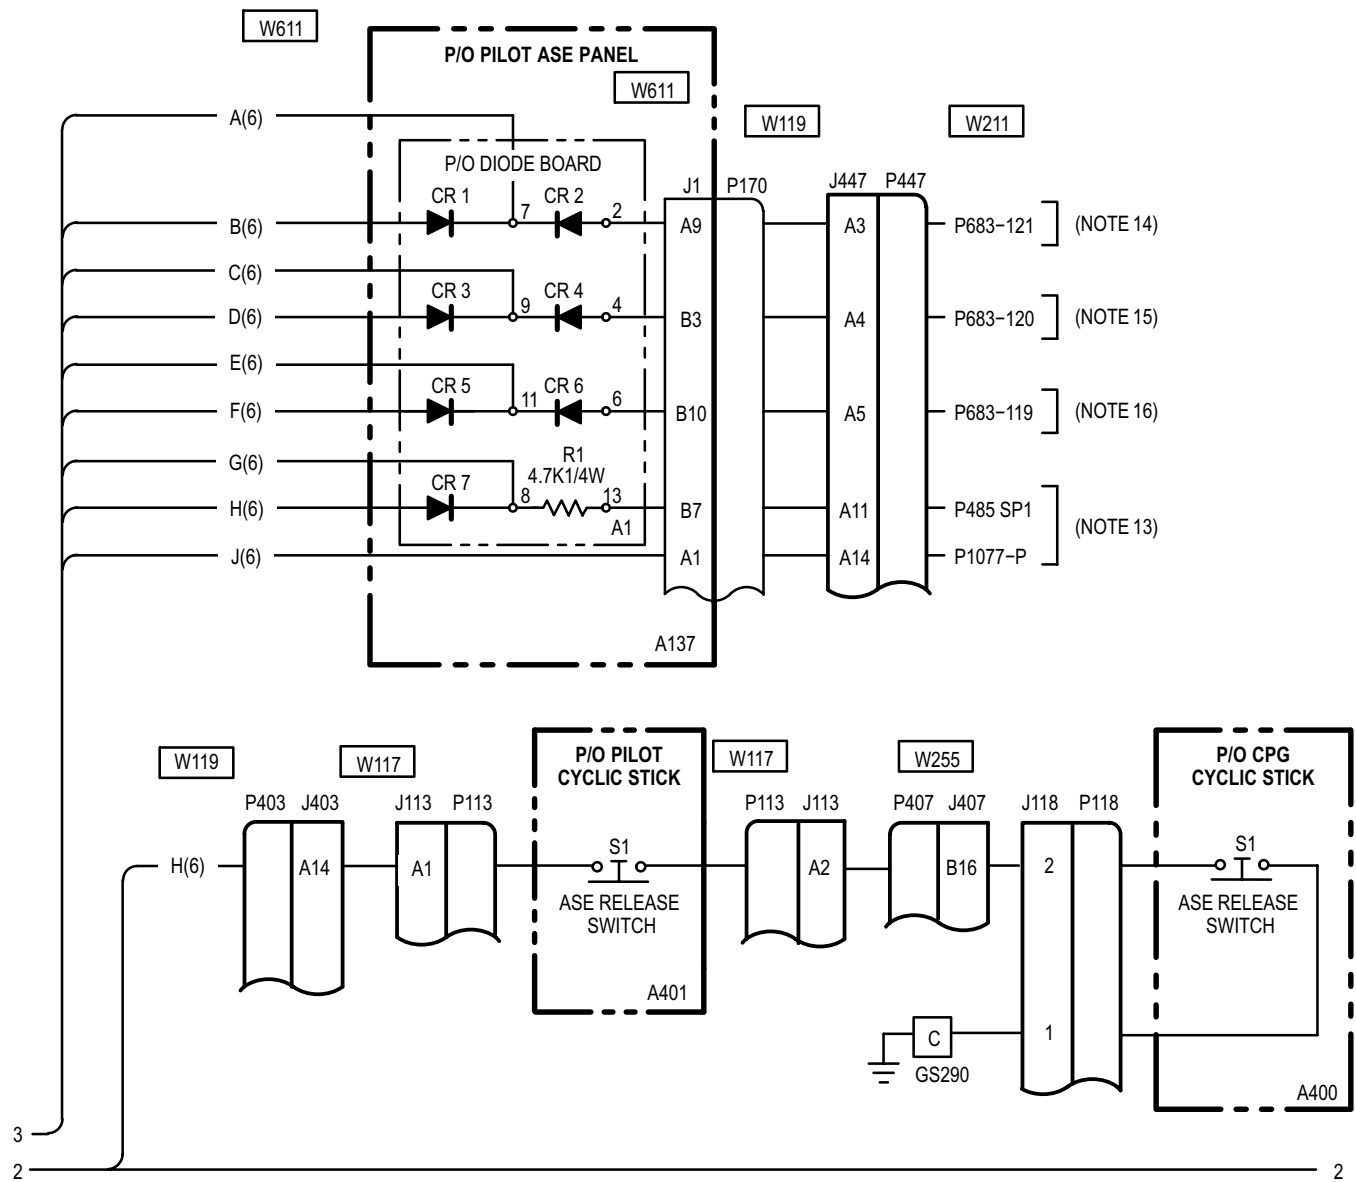 W611
P/O PILOT ASE PANEL
W611
W119
W211
A(6)
P/O DIODE BOARD
J1 P170
J447 P447
CR 1
CR 2
B(6)
7
2
A9
A3
P683–121
(NOTE 14)
C(6)
CR 3
CR 4
D(6)
9
4
B3
A4
P683–120
(NOTE 15)
E(6)
CR 5
CR 6
F(6)
11
6
B10
A5
P683–119
(NOTE 16)
G(6)
R1
4.7K1/4W
CR 7
H(6)
8
13
B7
A11
P485 SP1
(NOTE 13)
A1
J(6)
A1
A14
P1077–P
A137
W119
W117
P/O PILOT
CYCLIC STICK
W117
W255
P/O CPG
CYCLIC STICK
P403 J403
J113 P113
P113 J113
P407 J407
J118 P118
H(6)
A14
A1
S1
A2
B16
2
S1
ASE RELEASE
SWITCH
ASE RELEASE
SWITCH
A401
C
1
GS290
A400
3
2
2